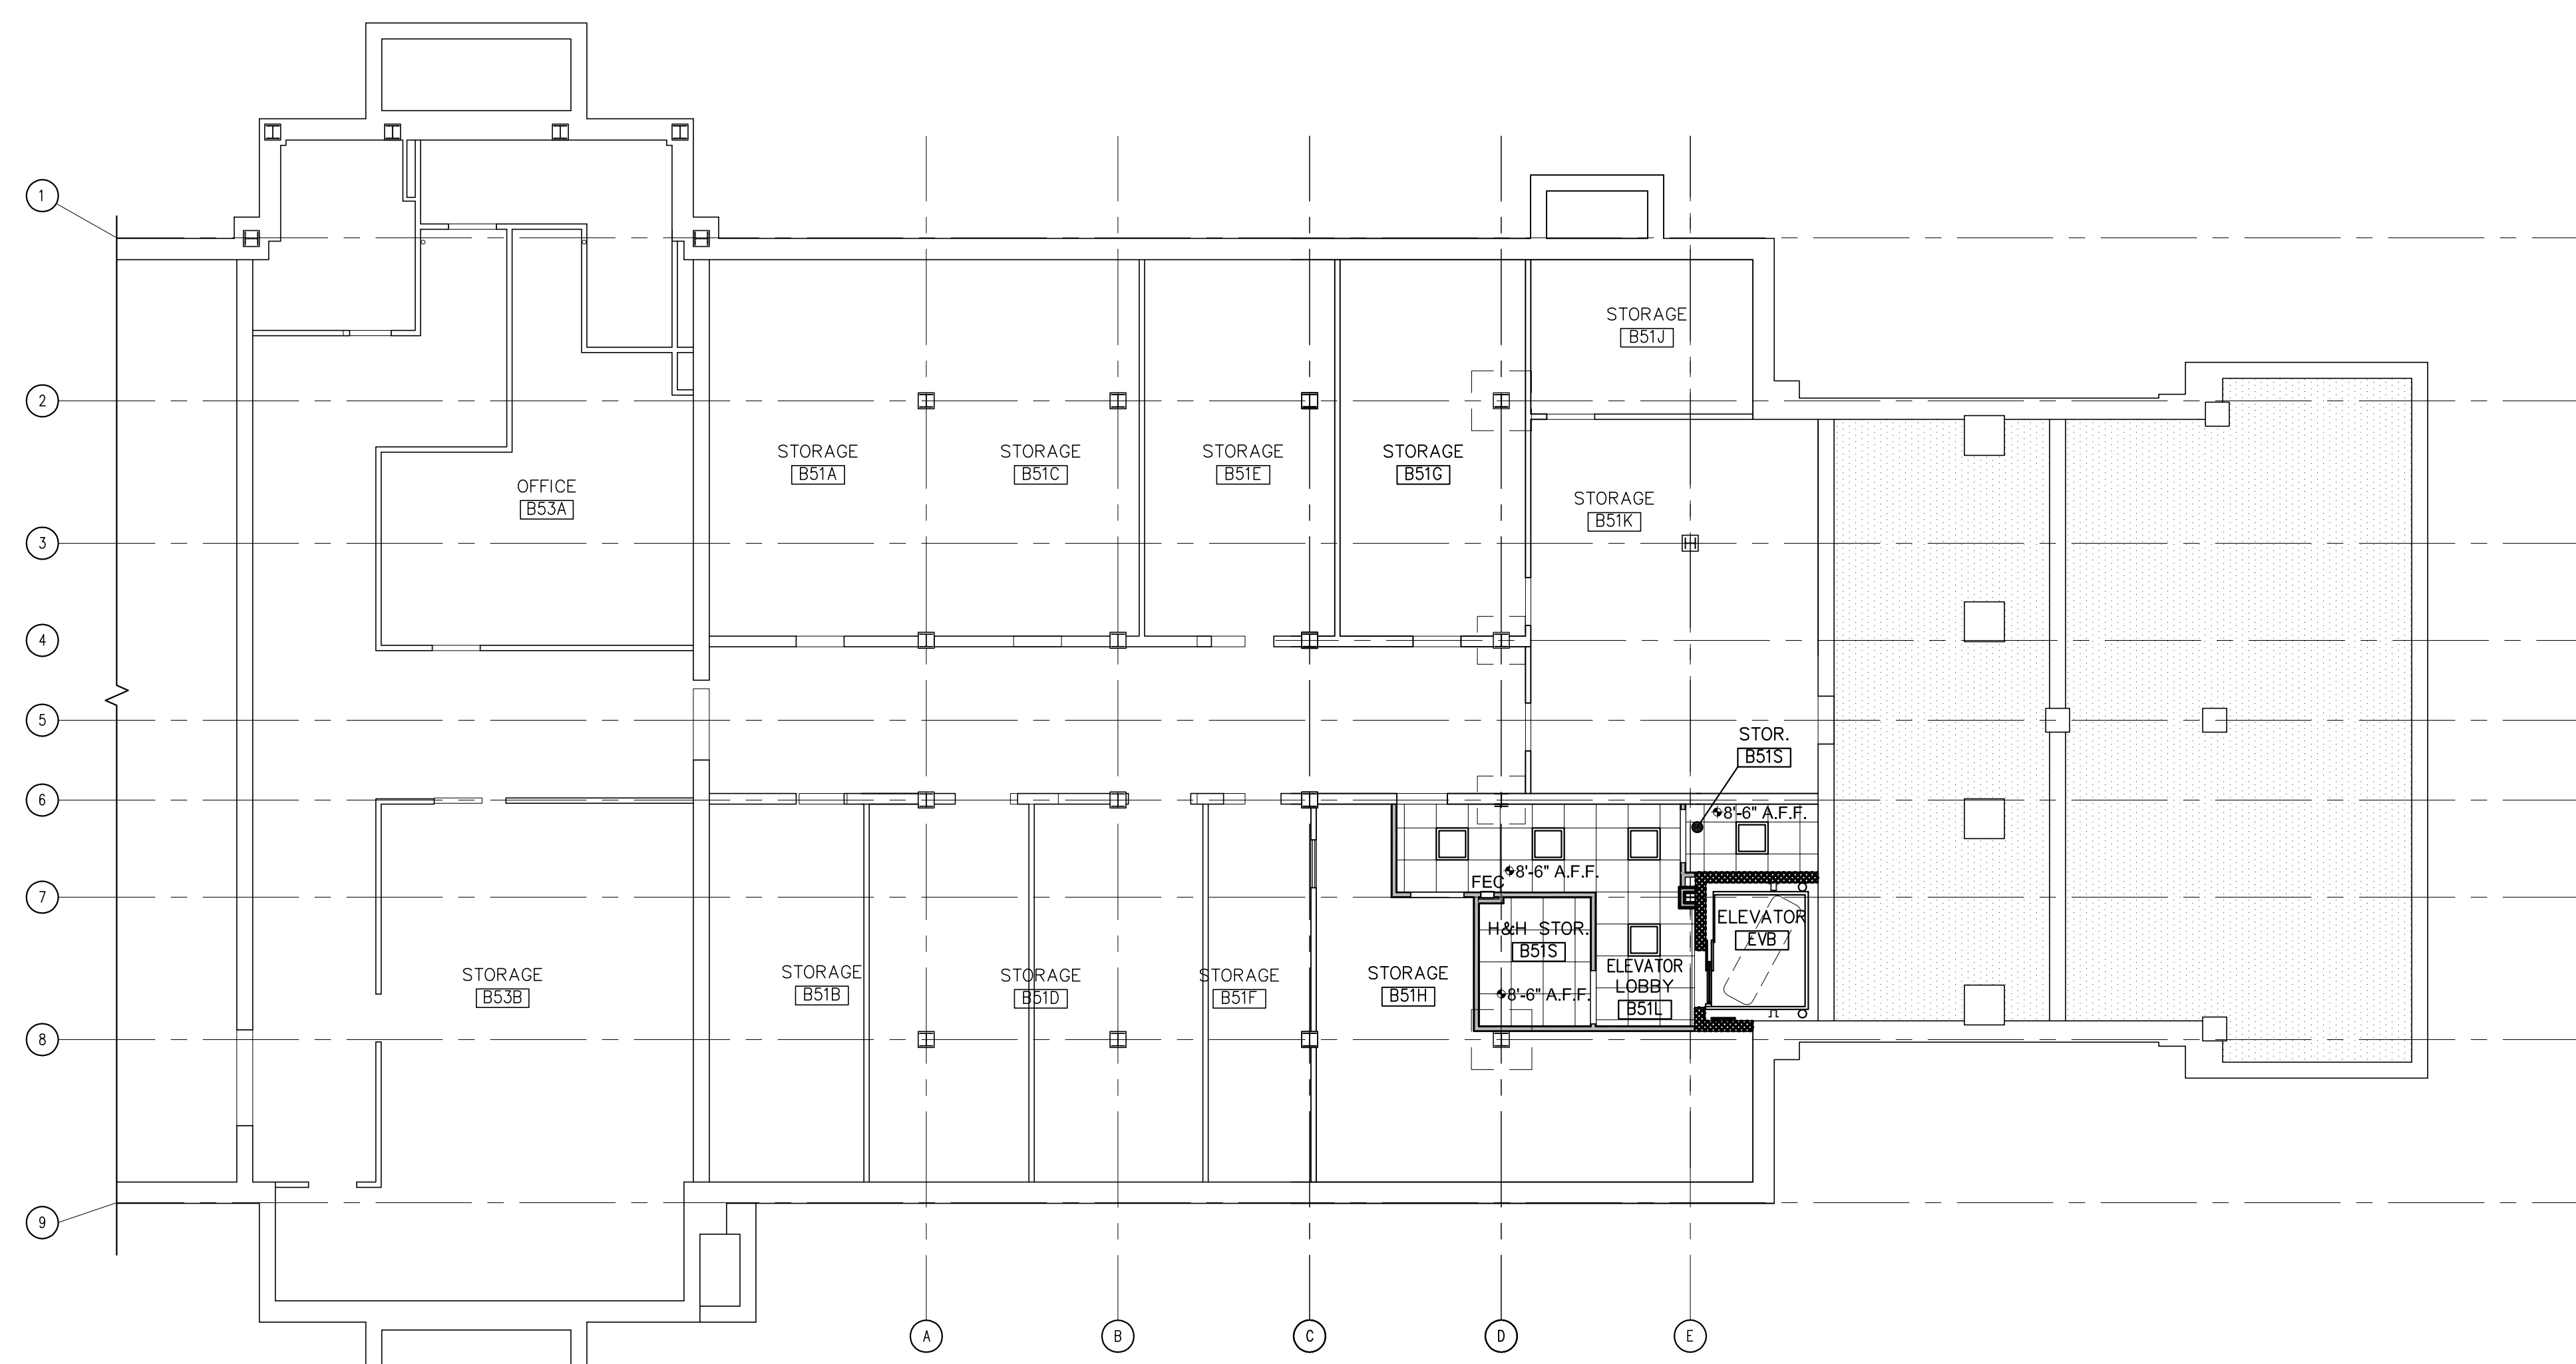 1
STORAGE
B51J
2
STORAGE
B51A
STORAGE
B51C
STORAGE
B51E
STORAGE
B51G
OFFICE
B53A
STORAGE
B51K
3
4
5
STOR.
B51S
6
8'-6" A.F.F.
8'-6" A.F.F.
FEC
7
ELEVATOR
EVB
H&H STOR.
B51S
ELEVATOR
LOBBY
B51L
8'-6" A.F.F.
STORAGE
B53B
STORAGE
B51B
STORAGE
B51D
STORAGE
B51F
STORAGE
B51H
8
9
A
B
C
D
E